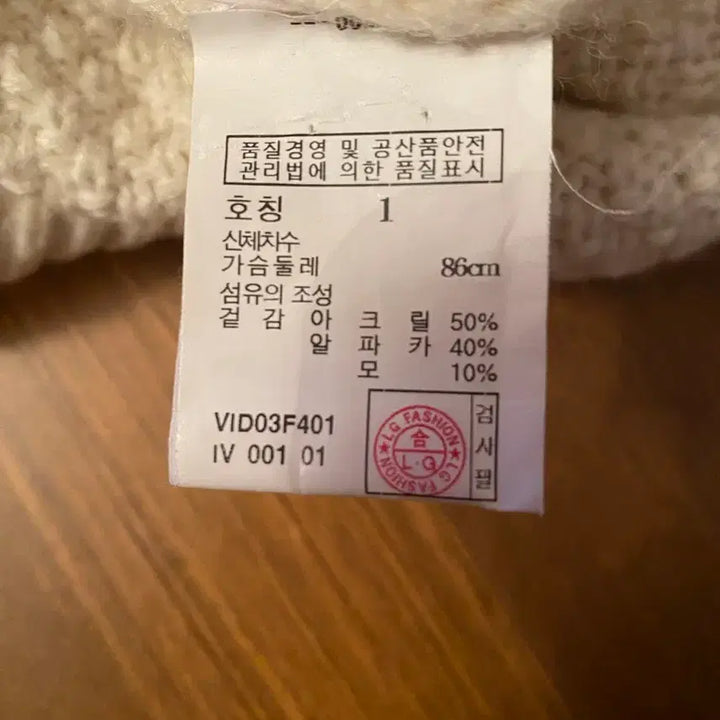 품질경영 및 공산품안전
관리법에 의한 품질표시
호칭 1
신체치수
가슴둘레 86cm
섬유의 조성
겉 감 아 크 릴 50%
알 파 카 40%
모 10%
VID03F401
IV 001 01
LG FASHION
L·G
LG FASHION
검사필